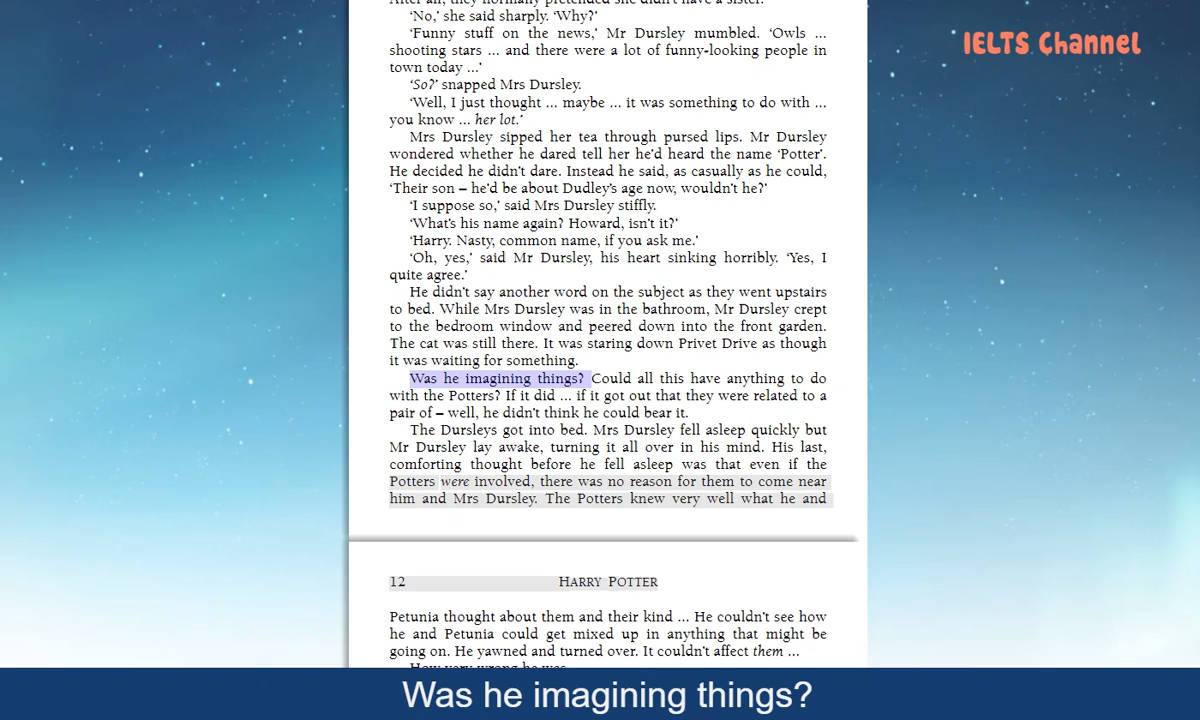 After all, they normally pretended she didn't have a sister.
‘No,’ she said sharply. ‘Why?’
‘Funny stuff on the news,’ Mr Dursley mumbled. ‘Owls ...
shooting stars ... and there were a lot of funny-looking people in
town today ...’
‘So?’ snapped Mrs Dursley.
‘Well, I just thought ... maybe ... it was something to do with ...
you know ... her lot.’
Mrs Dursley sipped her tea through pursed lips. Mr Dursley
wondered whether he dared tell her he’d heard the name ‘Potter’.
He decided he didn’t dare. Instead he said, as casually as he could,
‘Their son – he’d be about Dudley’s age now, wouldn’t he?’
‘I suppose so,’ said Mrs Dursley stiffly.
‘What’s his name again? Howard, isn’t it?’
‘Harry. Nasty, common name, if you ask me.’
‘Oh, yes,’ said Mr Dursley, his heart sinking horribly. ‘Yes, I
quite agree.’
He didn’t say another word on the subject as they went upstairs
to bed. While Mrs Dursley was in the bathroom, Mr Dursley crept
to the bedroom window and peered down into the front garden.
The cat was still there. It was staring down Privet Drive as though
it was waiting for something.
Was he imagining things? Could all this have anything to do
with the Potters? If it did ... if it got out that they were related to a
pair of – well, he didn’t think he could bear it.
The Dursleys got into bed. Mrs Dursley fell asleep quickly but
Mr Dursley lay awake, turning it all over in his mind. His last,
comforting thought before he fell asleep was that even if the
Potters were involved, there was no reason for them to come near
him and Mrs Dursley. The Potters knew very well what he and
12 HARRY POTTER
Petunia thought about them and their kind ... He couldn’t see how
he and Petunia could get mixed up in anything that might be
going on. He yawned and turned over. It couldn’t affect them ...
How very wrong he was.
IELTS Channel
Was he imagining things?